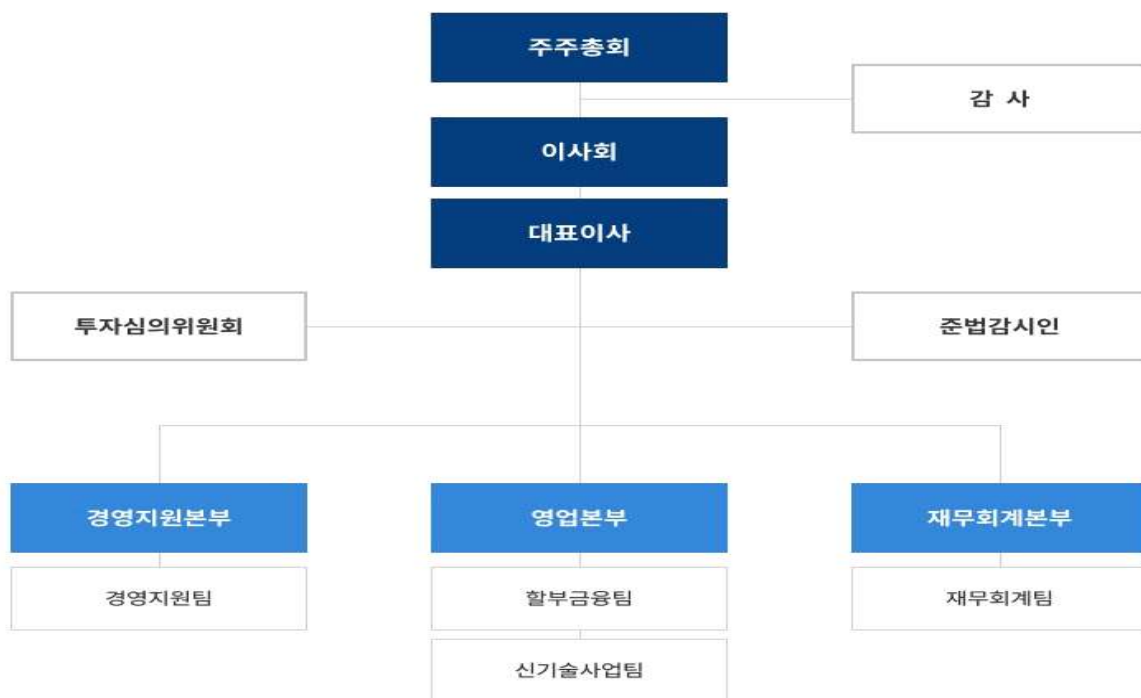 주주총회
감 사
이사회
대표이사
투자심의위원회
준법감시인
경영지원본부
영업본부
재무회계본부
경영지원팀
할부금융팀
재무회계팀
신기술사업팀